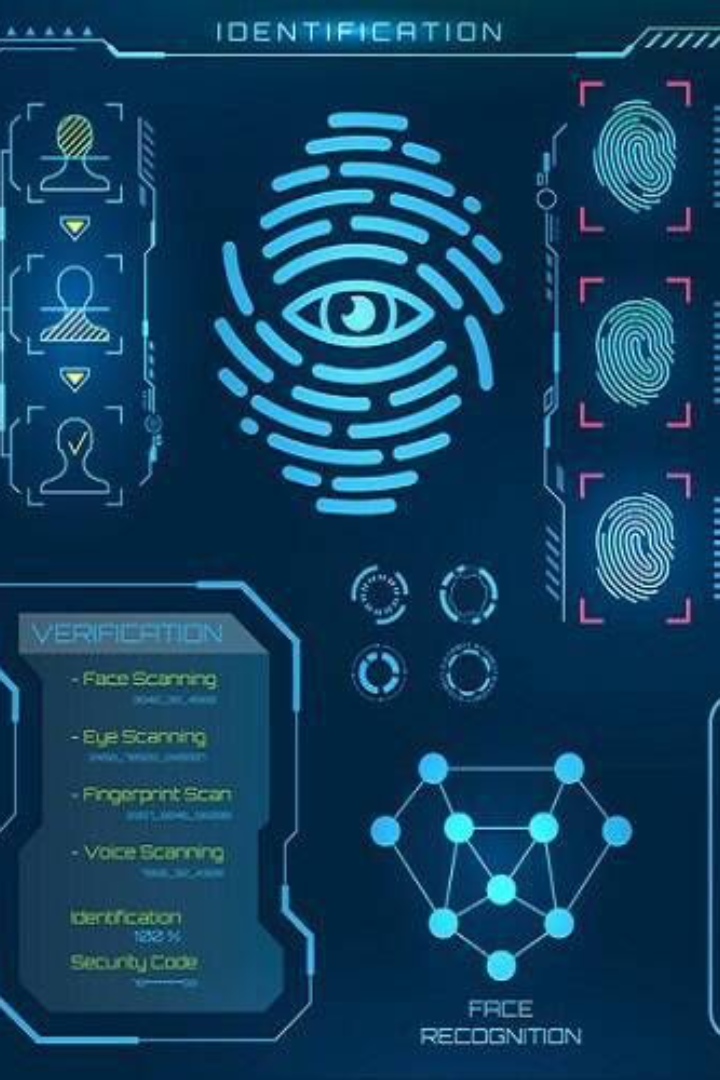 IDENTIFICATION
VERIFICATION
- Face Scanning
- Eye Scanning
- Fingerprint Scan
- Voice Scanning
Identification
100 %
Security Code
FACE
RECOGNITION